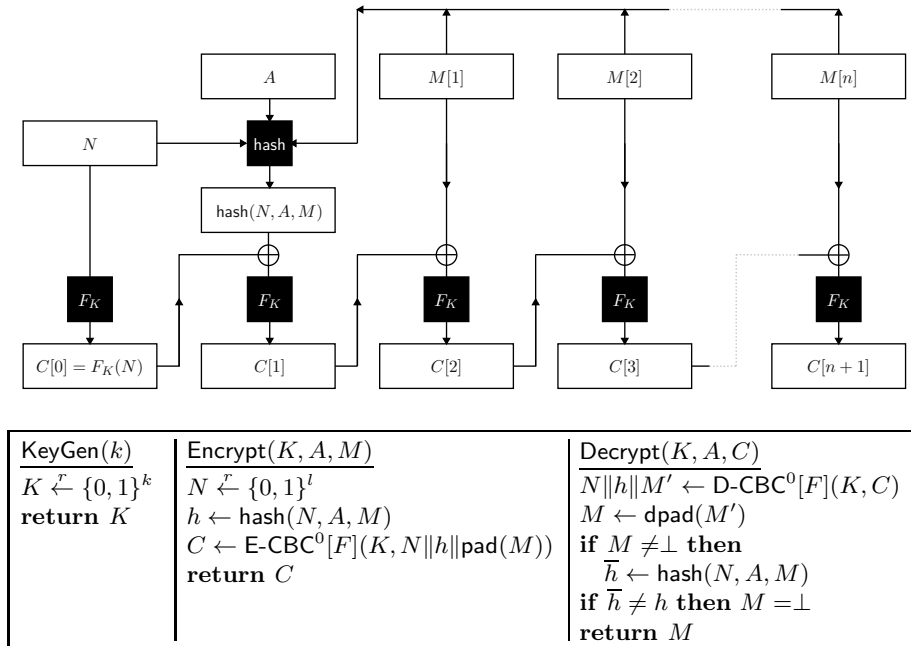 A M[1] M[2] M[n]
N hash
hash(N, A, M)
F_K F_K F_K F_K F_K
C[0] = F_K(N) C[1] C[2] C[3] C[n + 1]
KeyGen(k)
K ←^r {0, 1}^k
return K
Encrypt(K, A, M)
N ←^r {0, 1}^l
h ← hash(N, A, M)
C ← E-CBC^0[F](K, N‖h‖pad(M))
return C
Decrypt(K, A, C)
N‖h‖M′ ← D-CBC^0[F](K, C)
M ← dpad(M′)
if M ≠⊥ then
h̅ ← hash(N, A, M)
if h̅ ≠ h then M =⊥
return M